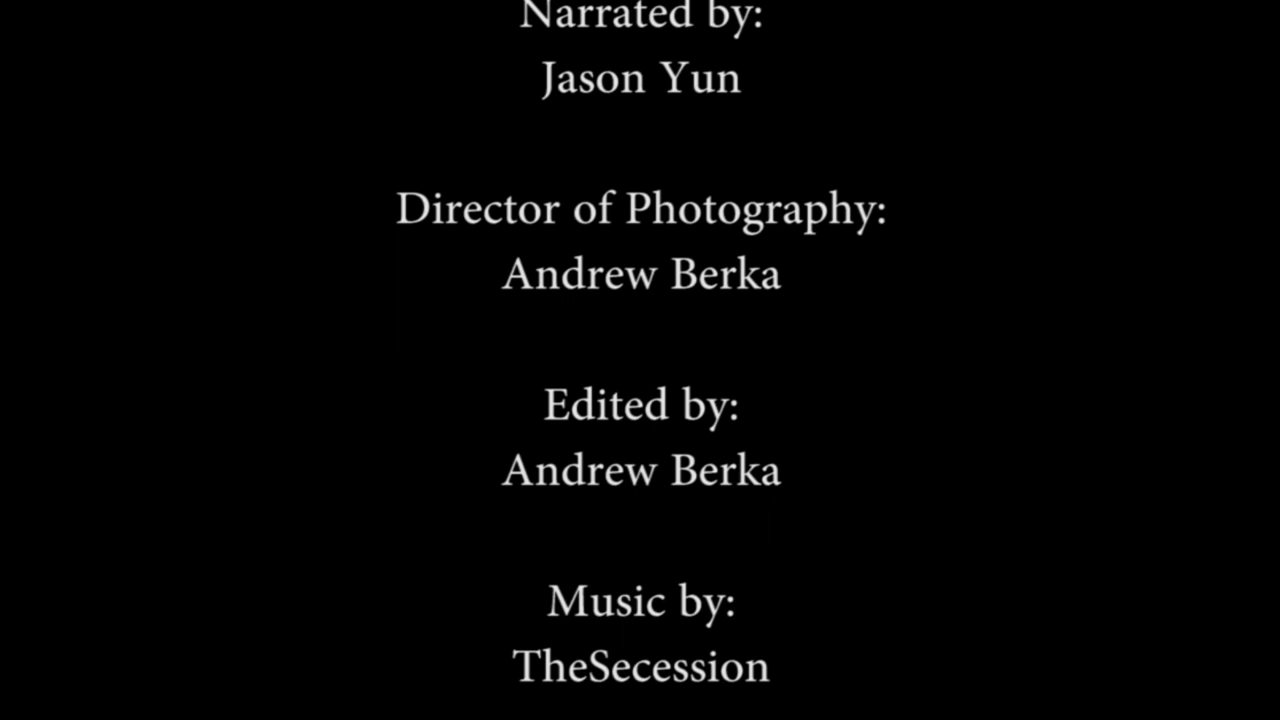 Narrated by:
Jason Yun
Director of Photography:
Andrew Berka
Edited by:
Andrew Berka
Music by:
TheSecession